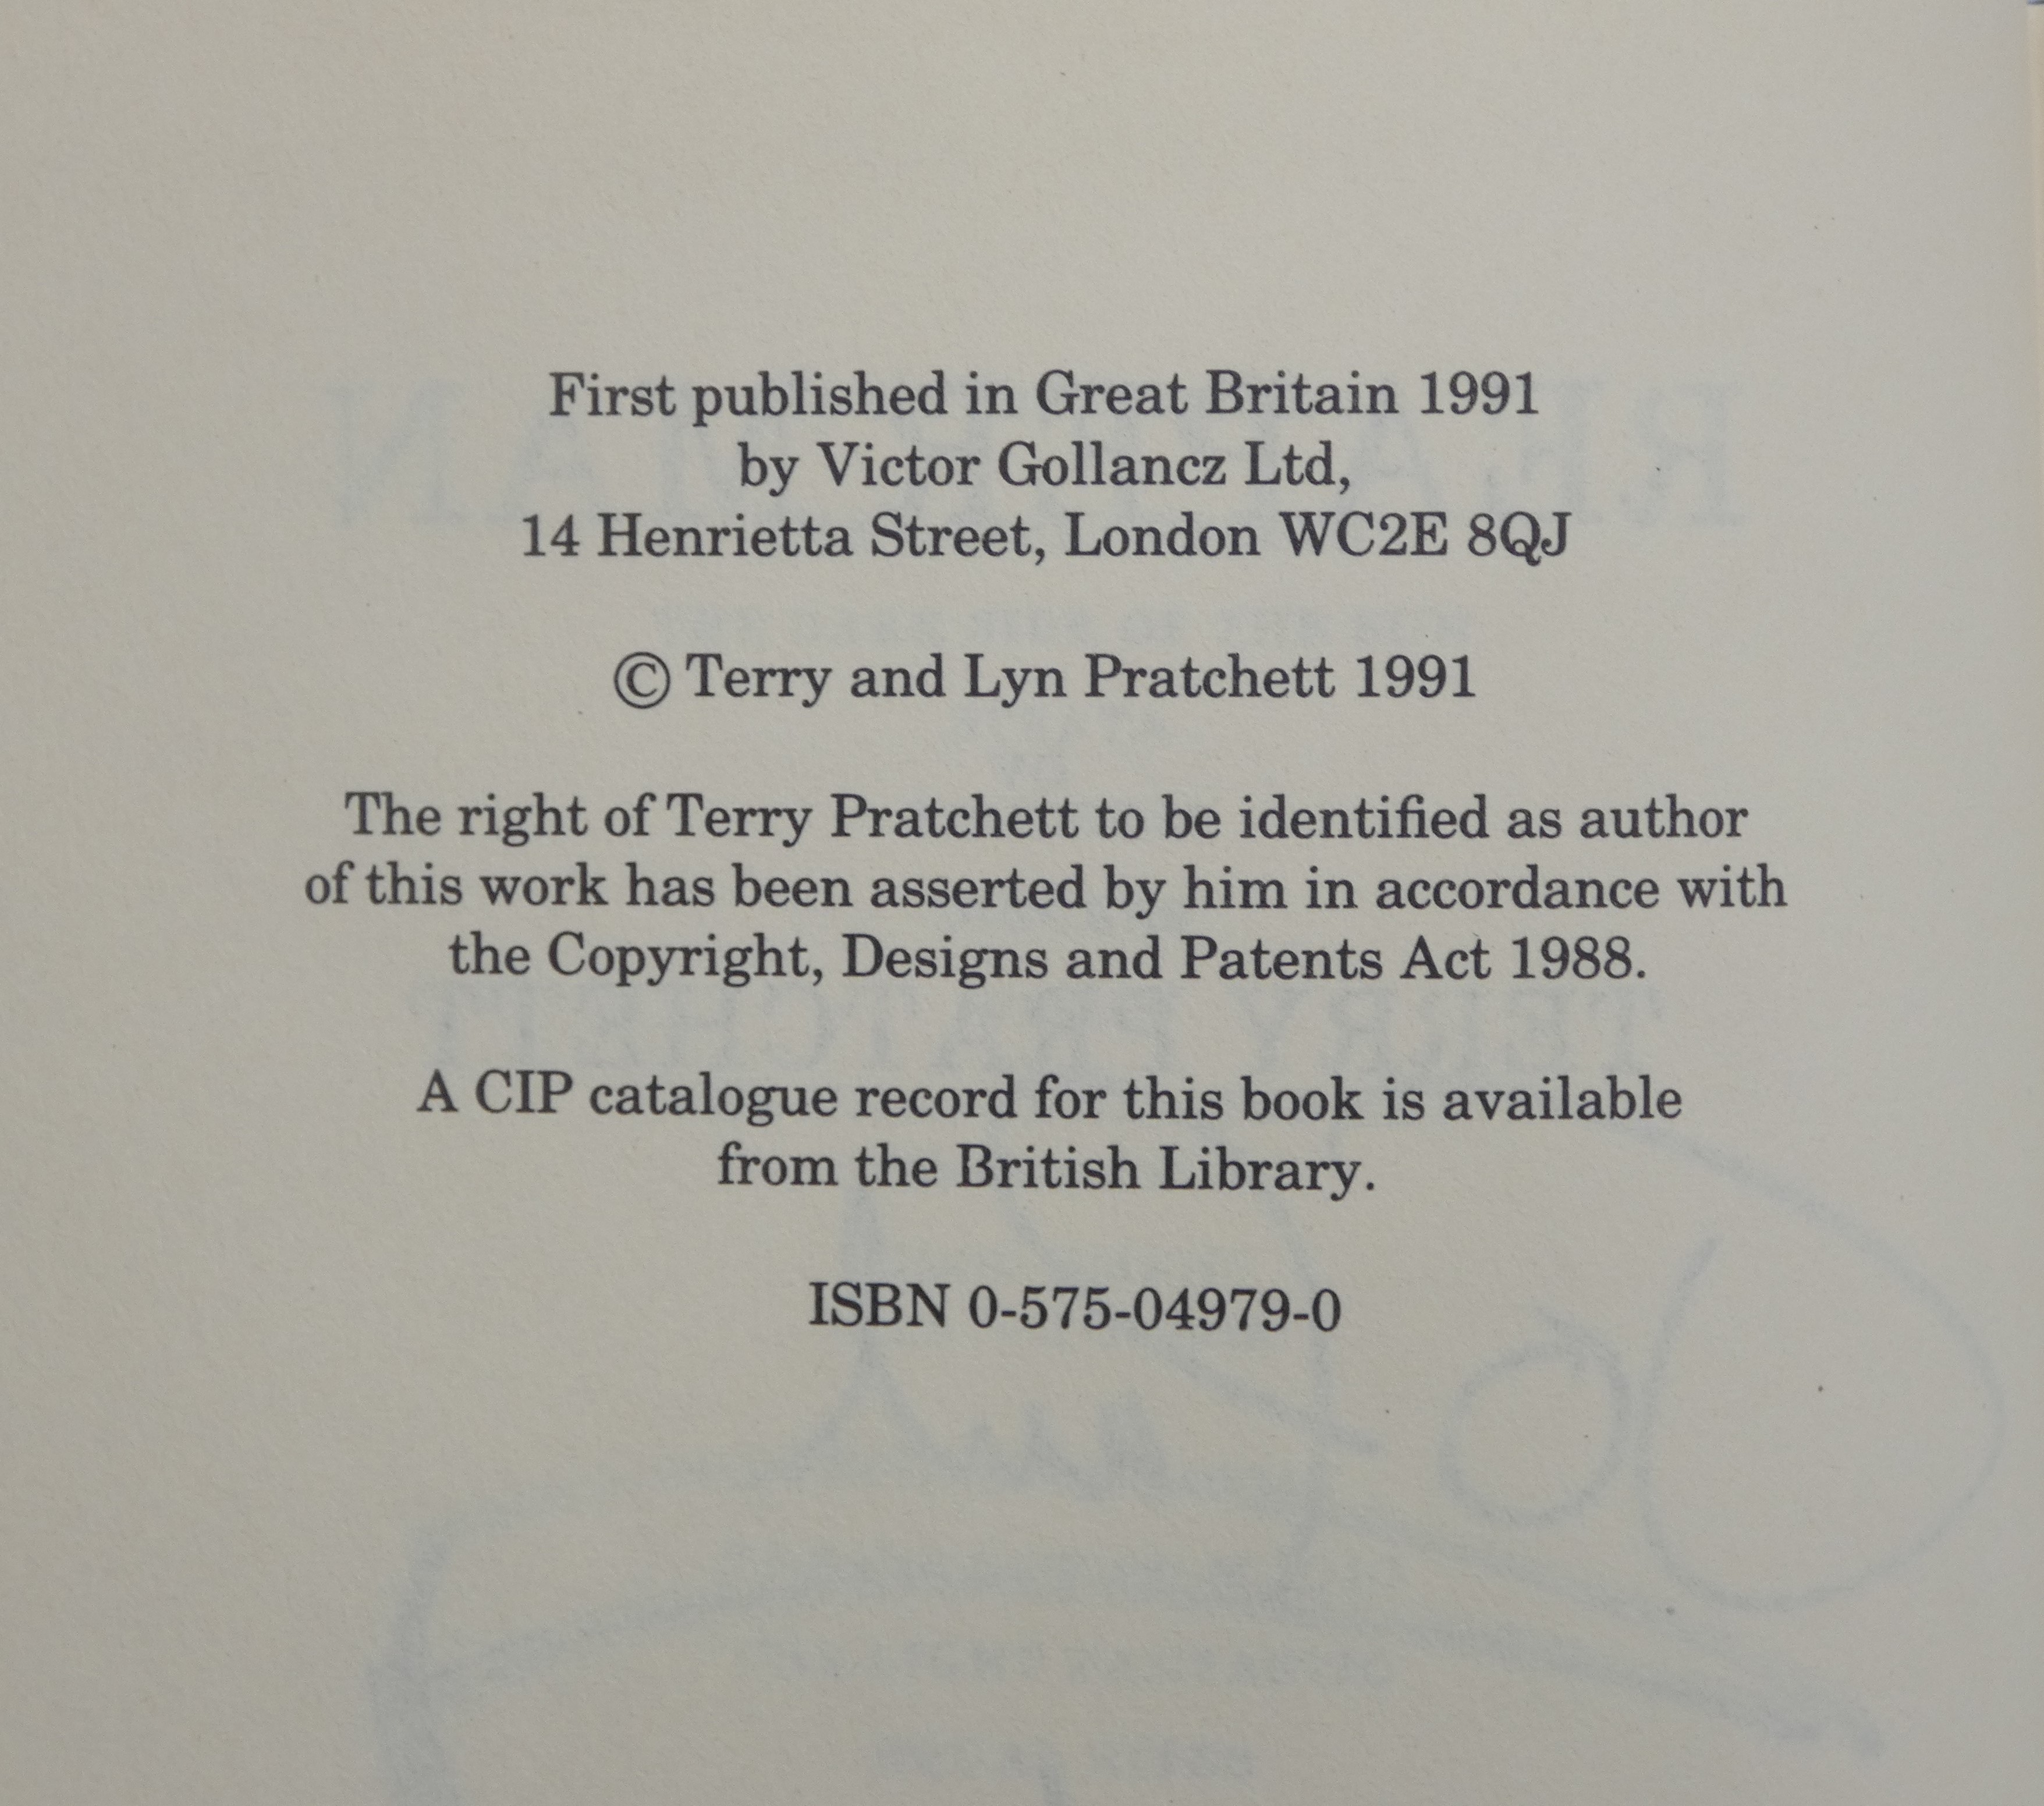 First published in Great Britain 1991
by Victor Gollancz Ltd,
14 Henrietta Street, London WC2E 8QJ
© Terry and Lyn Pratchett 1991
The right of Terry Pratchett to be identified as author
of this work has been asserted by him in accordance with
the Copyright, Designs and Patents Act 1988.
A CIP catalogue record for this book is available
from the British Library.
ISBN 0-575-04979-0